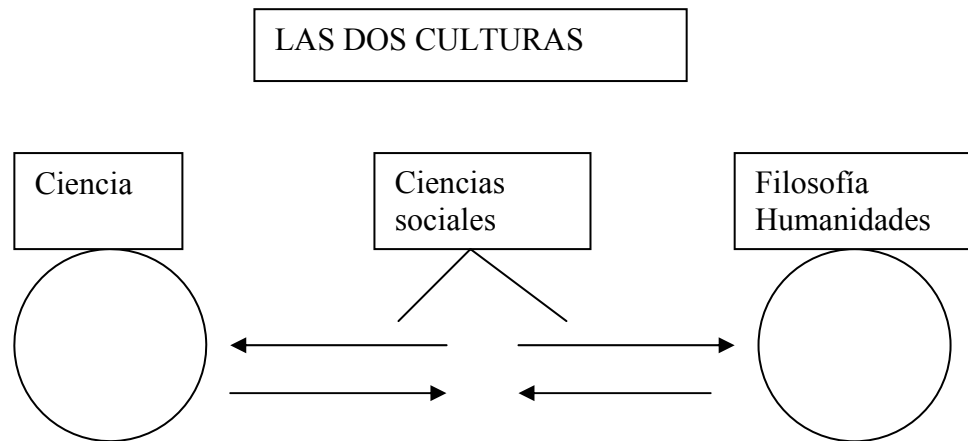 LAS DOS CULTURAS
Ciencia
Ciencias
sociales
Filosofía
Humanidades